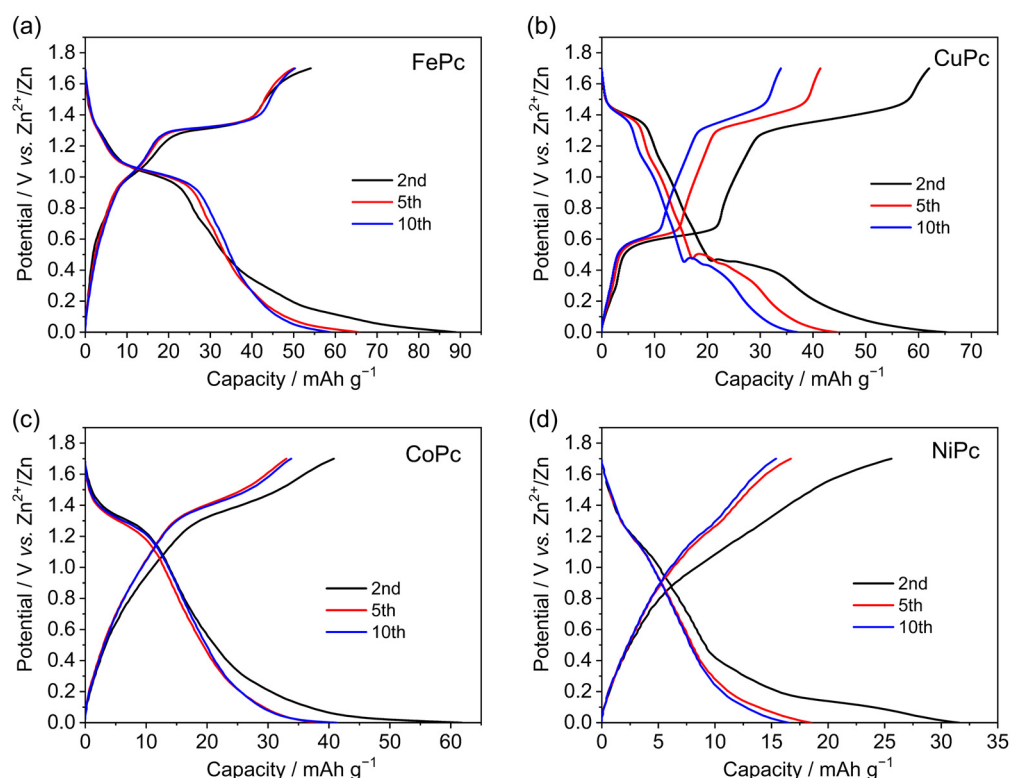 (a)
FePc
Potential / V vs. Zn²⁺/Zn
1.8
1.6
1.4
1.2
1.0
0.8
0.6
0.4
0.2
0.0
2nd
5th
10th
0 10 20 30 40 50 60 70 80 90
Capacity / mAh g⁻¹
(b)
CuPc
Potential / V vs. Zn²⁺/Zn
1.8
1.6
1.4
1.2
1.0
0.8
0.6
0.4
0.2
0.0
2nd
5th
10th
0 10 20 30 40 50 60 70
Capacity / mAh g⁻¹
(c)
CoPc
Potential / V vs. Zn²⁺/Zn
1.8
1.6
1.4
1.2
1.0
0.8
0.6
0.4
0.2
0.0
2nd
5th
10th
0 10 20 30 40 50 60
Capacity / mAh g⁻¹
(d)
NiPc
Potential / V vs. Zn²⁺/Zn
1.8
1.6
1.4
1.2
1.0
0.8
0.6
0.4
0.2
0.0
2nd
5th
10th
0 5 10 15 20 25 30 35
Capacity / mAh g⁻¹